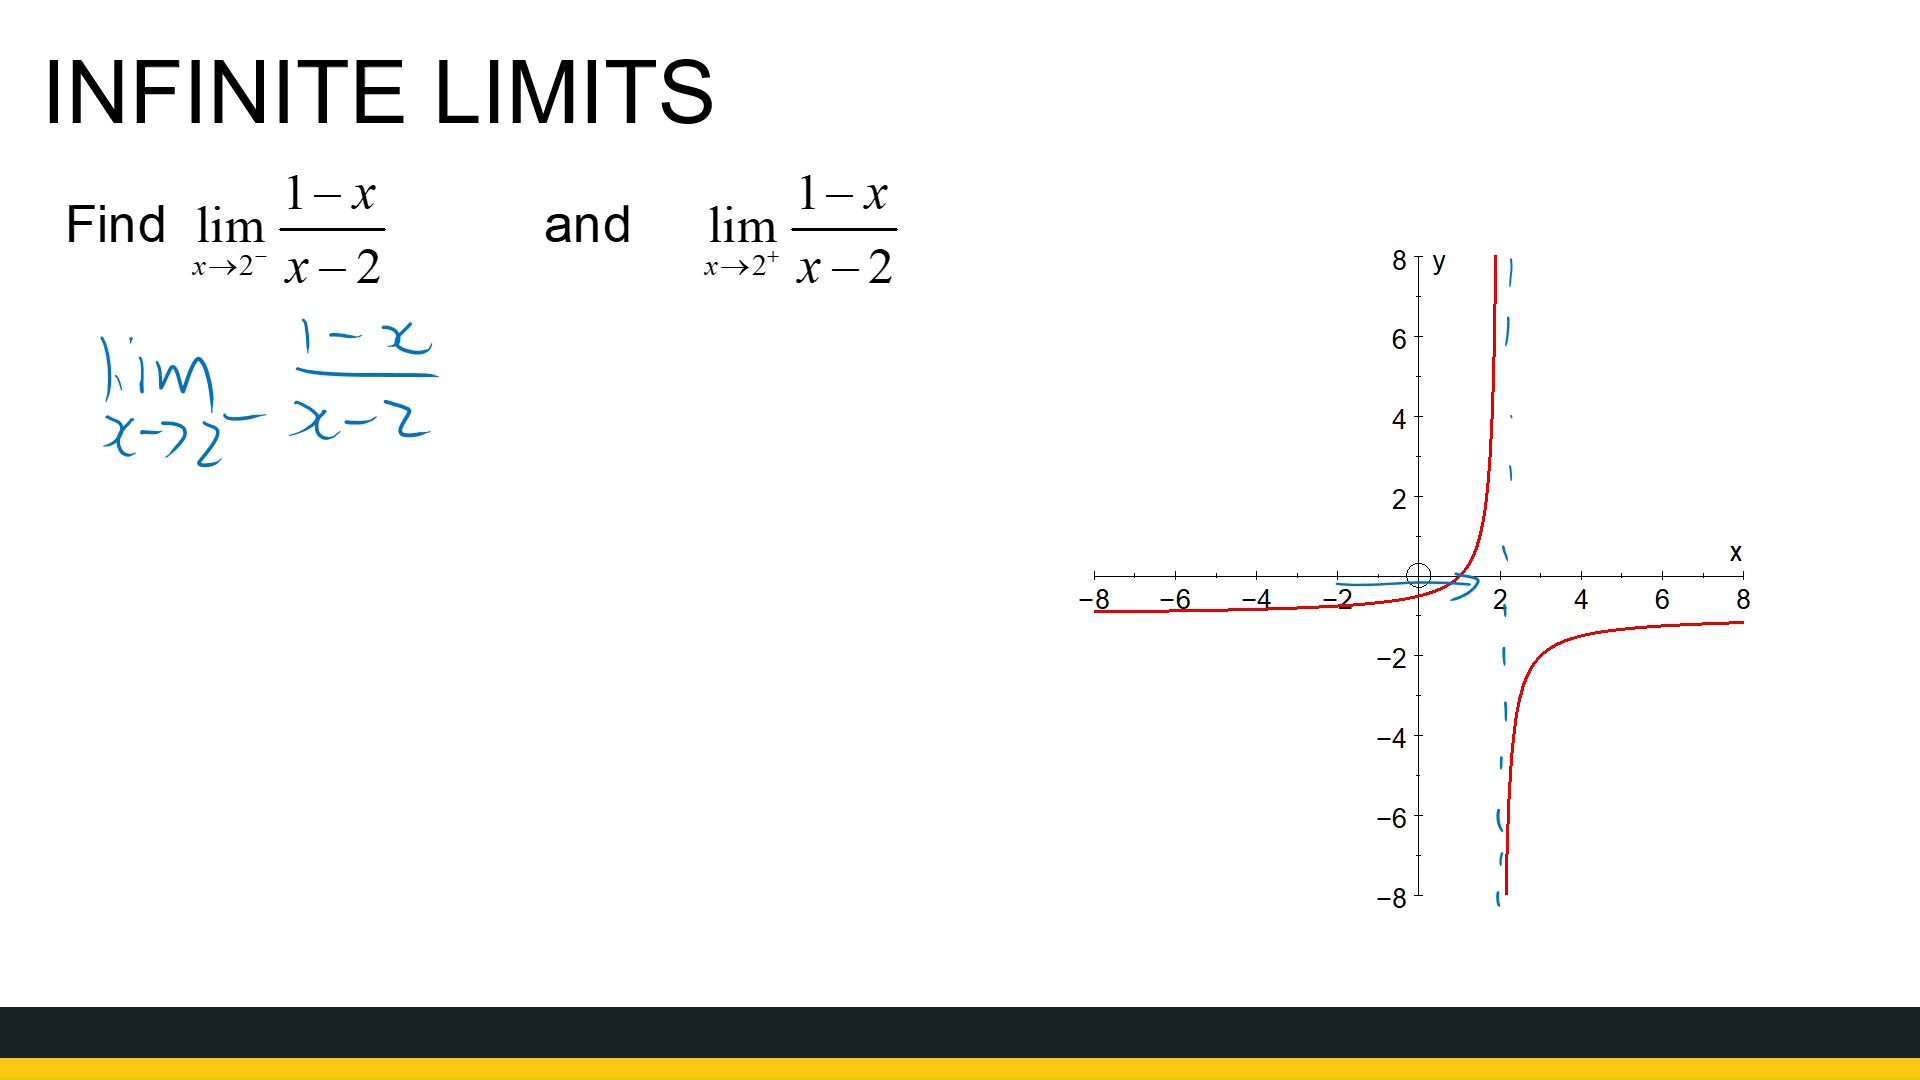 INFINITE LIMITS
Find lim x→2⁻ (1 − x)/(x − 2) and lim x→2⁺ (1 − x)/(x − 2)
lim x→2⁻ (1 − x)/(x − 2)
8 y
6
4
2
x
−8 −6 −4 −2 2 4 6 8
−2
−4
−6
−8